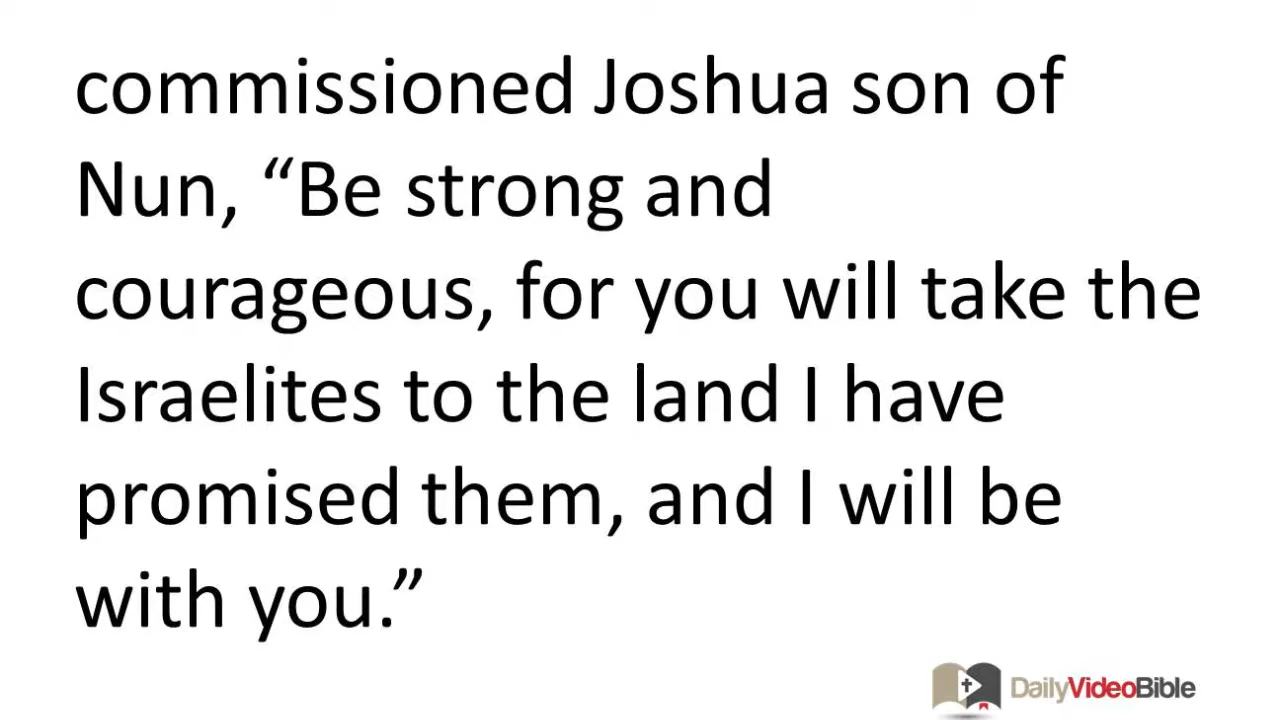 commissioned Joshua son of
Nun, “Be strong and
courageous, for you will take the
Israelites to the land I have
promised them, and I will be
with you.”
DailyVideoBible